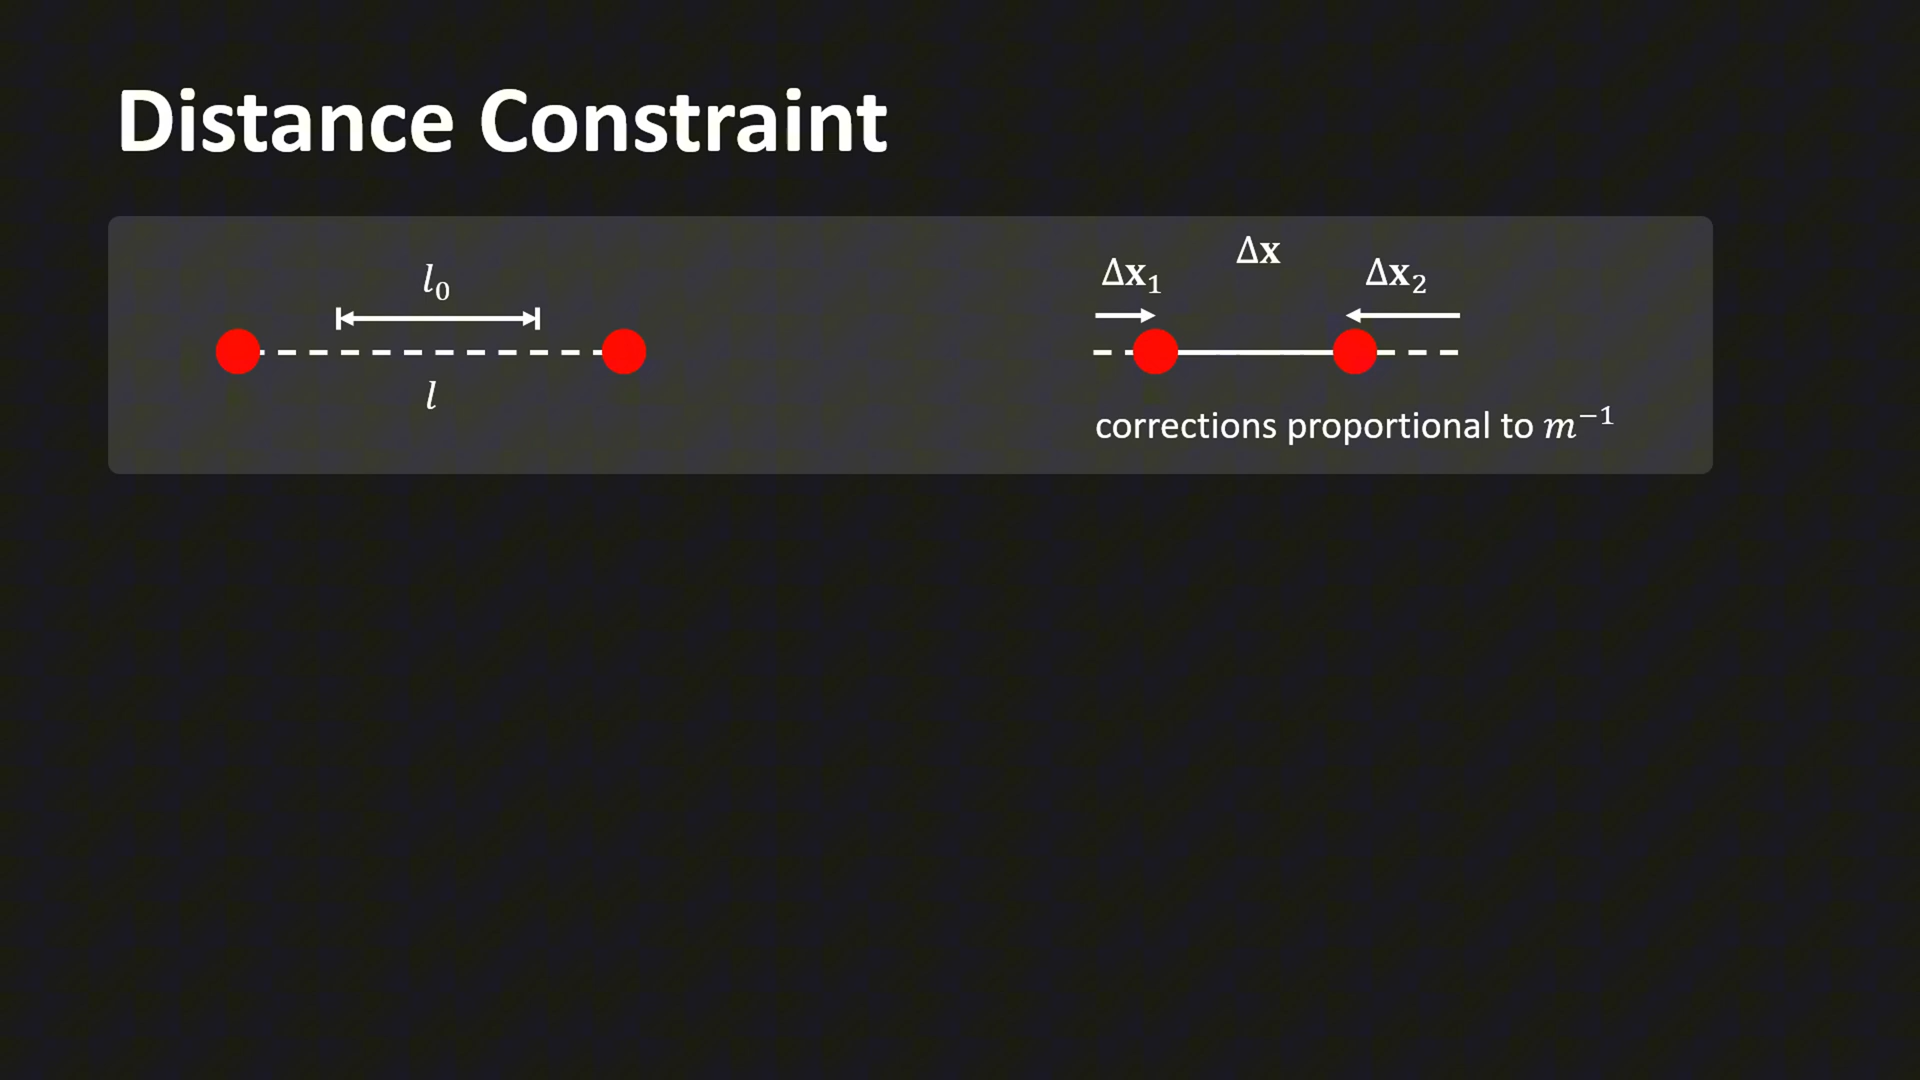 Distance Constraint
l₀
l
Δx
Δx₁
Δx₂
corrections proportional to m⁻¹